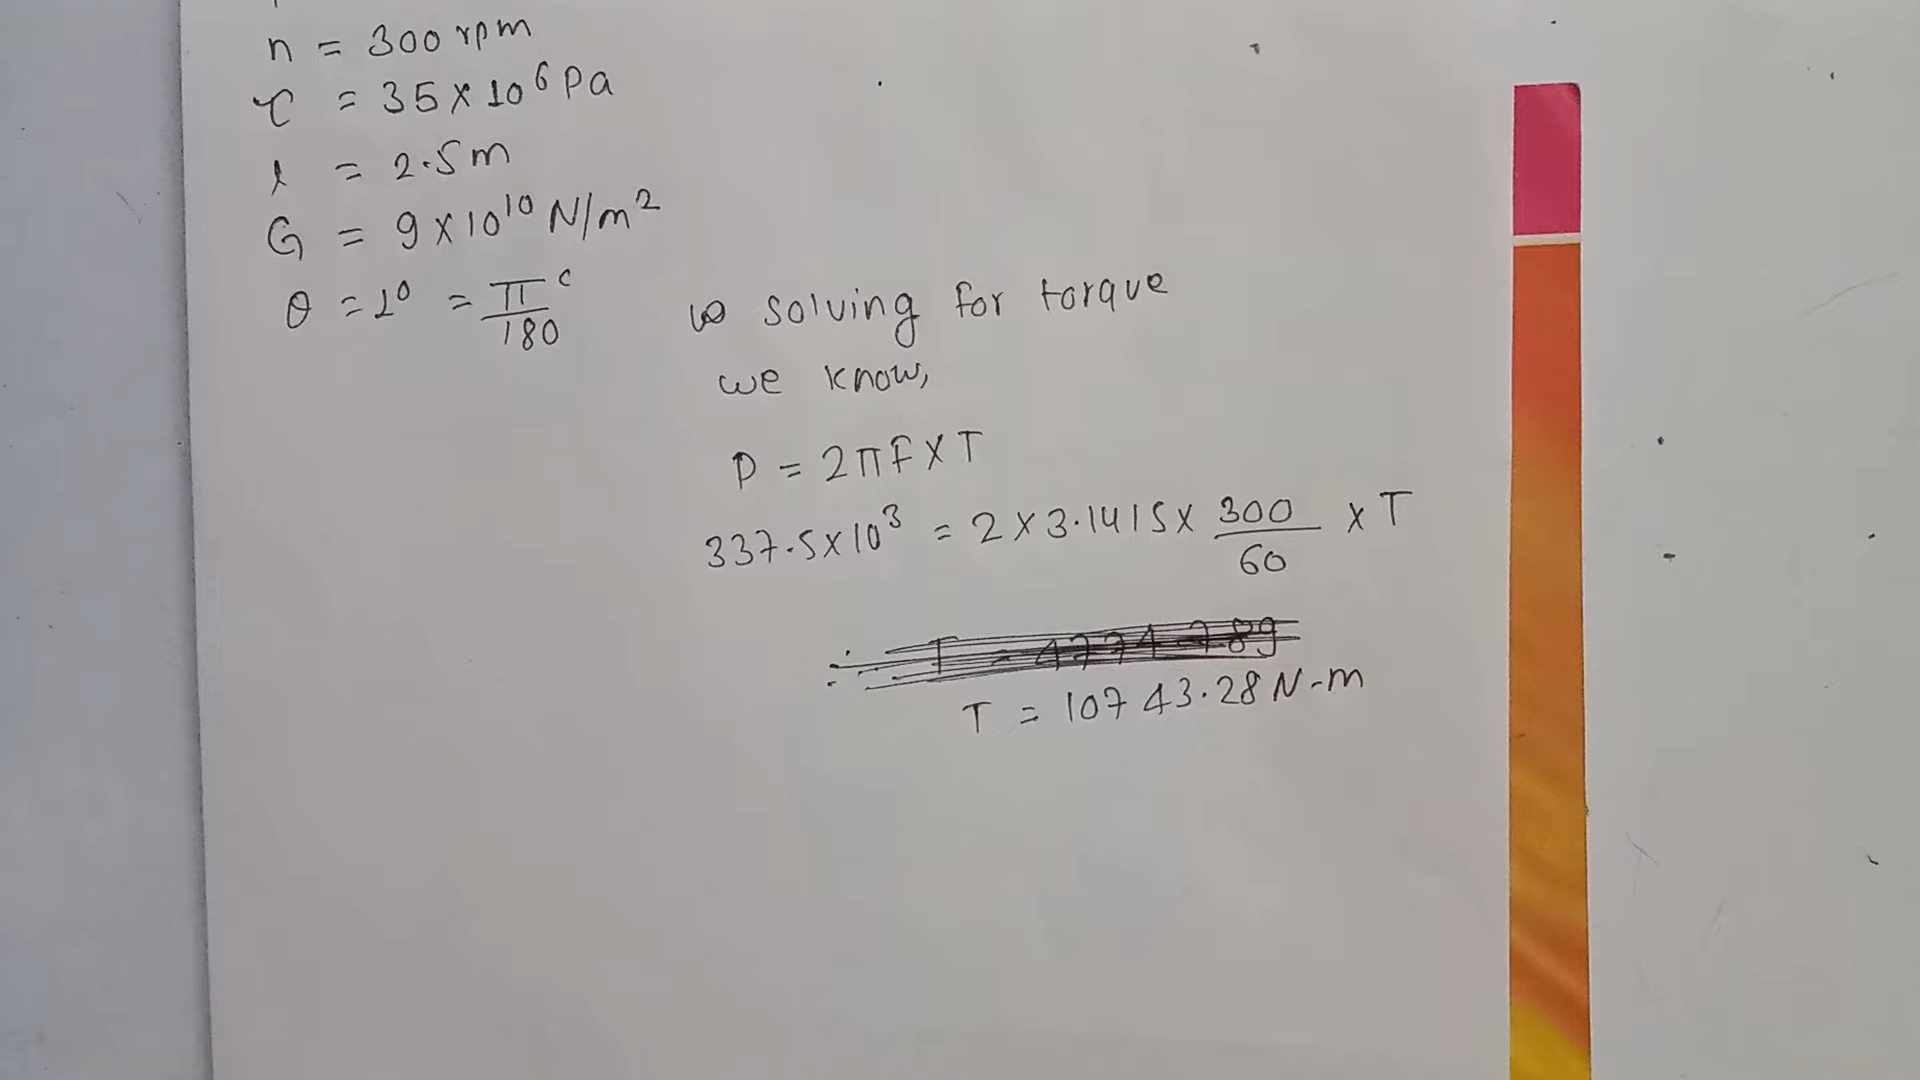 n = 300 rpm
τ = 35 × 10⁶ Pa
l = 2.5 m
G = 9 × 10¹⁰ N/m²
θ = 1⁰ = π/180 ᶜ
solving for torque
we know,
P = 2πf × T
337.5 × 10³ = 2 × 3.1415 × 300/60 × T
T = 10743.28 N-m